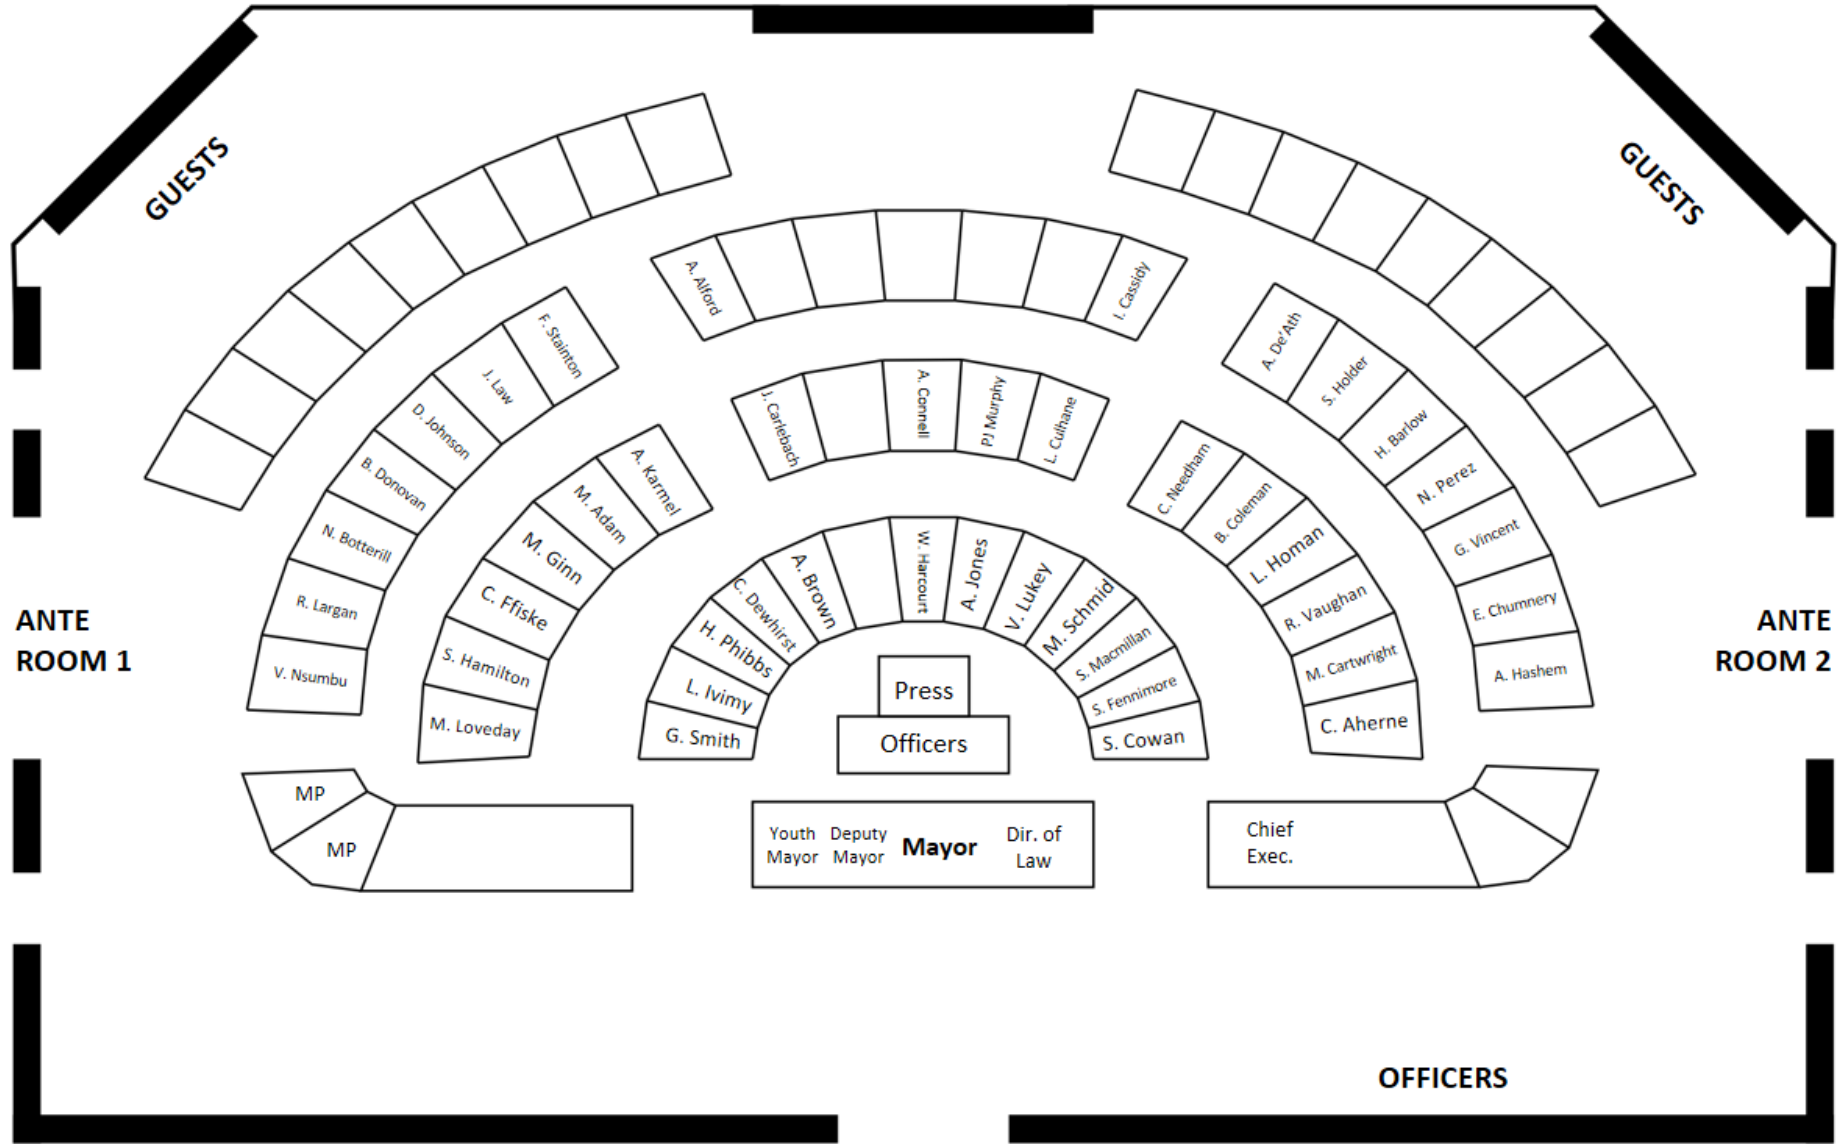 GUESTS
GUESTS
A. Alford
I. Cassidy
F. Stainton
J. Law
D. Johnson
B. Donovan
N. Botterill
R. Largan
V. Nsumbu
A. De'Ath
S. Holder
H. Barlow
N. Perez
G. Vincent
E. Chumnery
A. Hashem
J. Carlebach
A. Connell
PJ Murphy
L. Culhane
A. Karmel
M. Adam
M. Ginn
C. Ffiske
S. Hamilton
M. Loveday
C. Needham
B. Coleman
L. Homan
R. Vaughan
M. Cartwright
C. Aherne
G. Smith
L. Ivimy
H. Phibbs
C. Dewhirst
A. Brown
W. Harcourt
A. Jones
V. Lukey
M. Schmid
S. Macmillan
S. Fennimore
S. Cowan
ANTE
ROOM 1
ANTE
ROOM 2
Press
Officers
MP
MP
Youth
Mayor
Deputy
Mayor
Mayor
Dir. of
Law
Chief
Exec.
OFFICERS